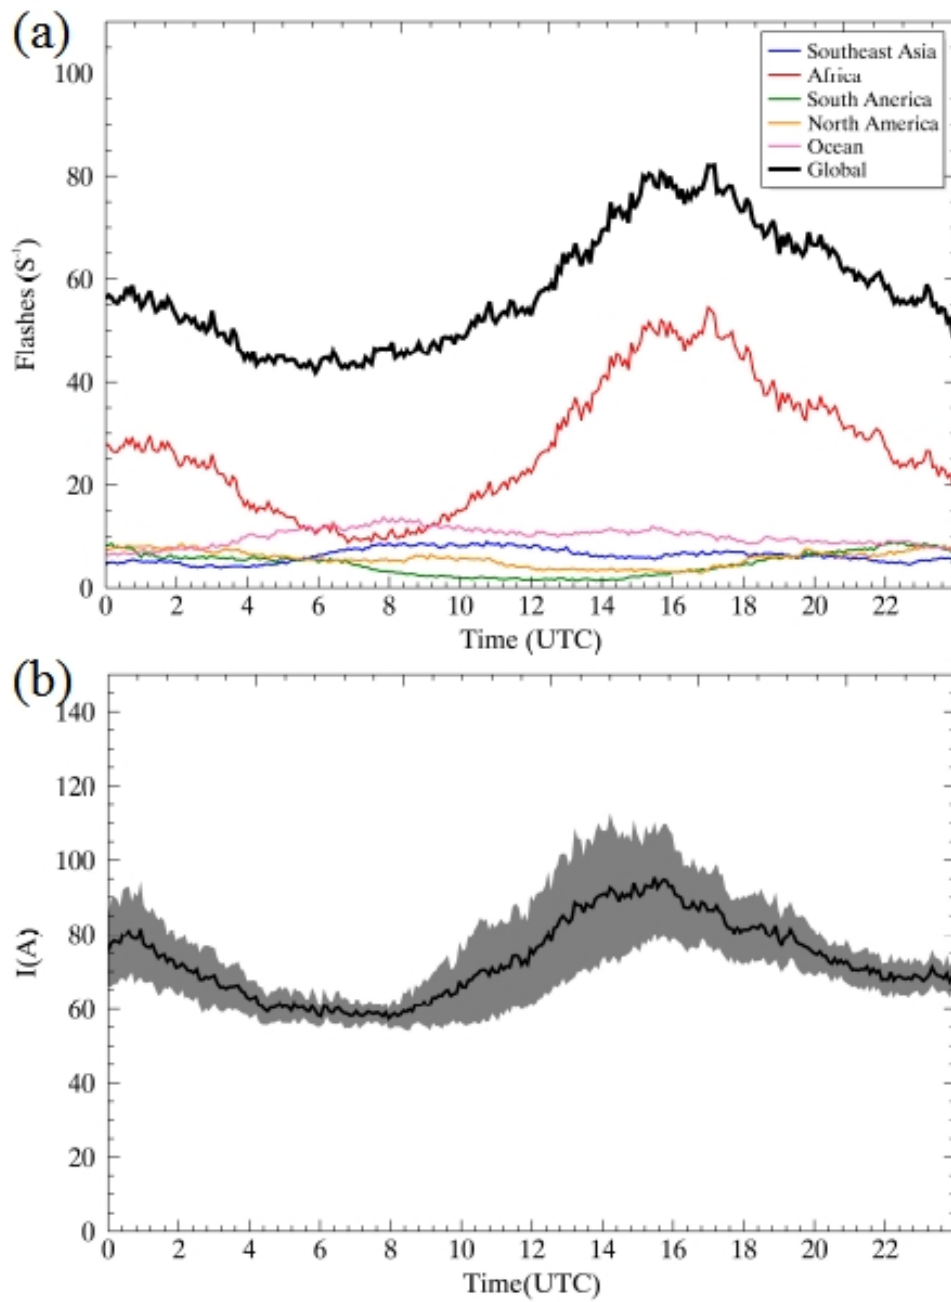 (a)
100
80
60
40
20
0
Flashes (S⁻¹)
Southeast Asia
Africa
South Anerica
North America
Ocean
Global
0 2 4 6 8 10 12 14 16 18 20 22
Time (UTC)
(b)
140
120
100
80
60
40
20
0
I(A)
0 2 4 6 8 10 12 14 16 18 20 22
Time(UTC)